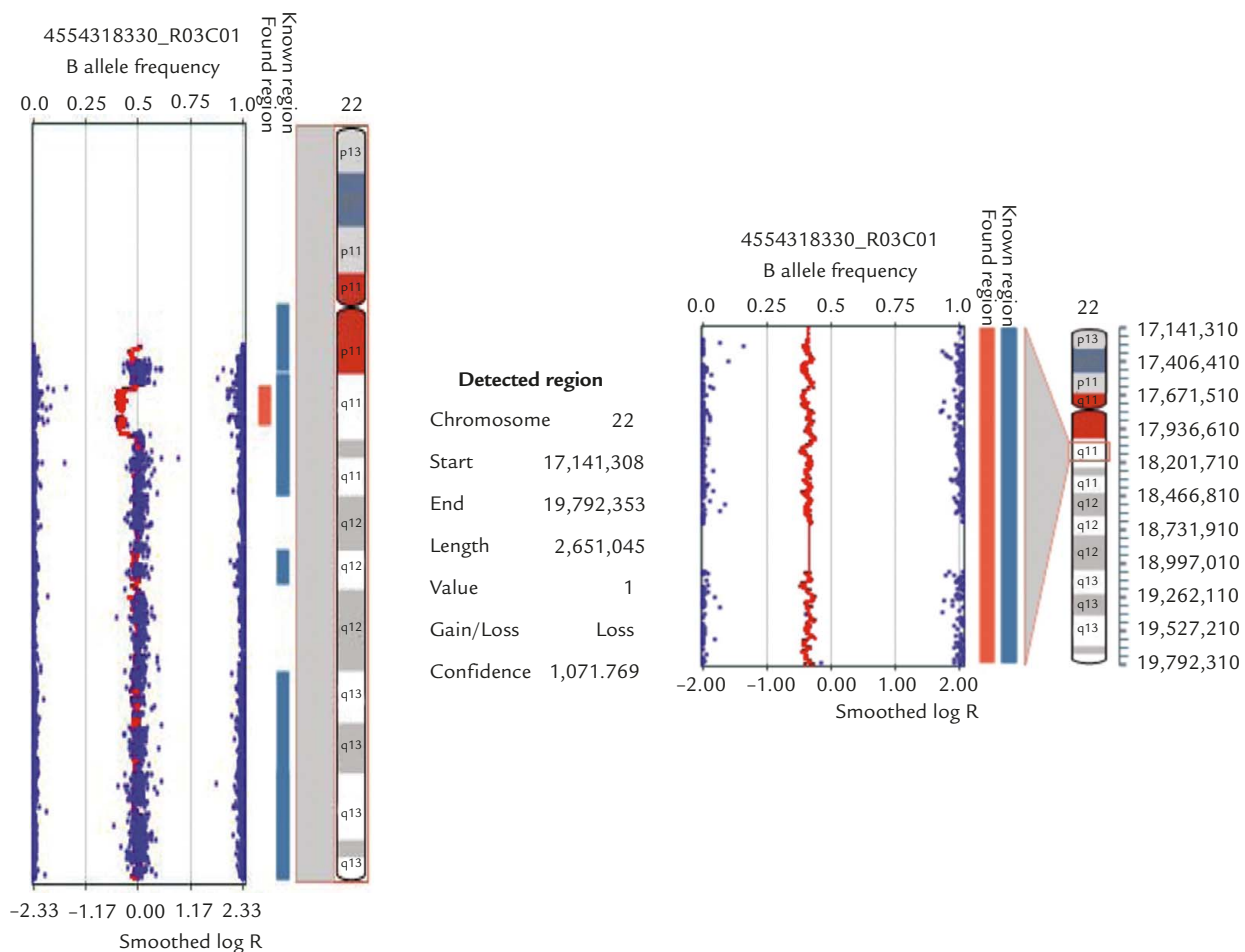 4554318330_R03C01
B allele frequency
0.0 0.25 0.5 0.75 1.0
Found region
Known region
22
p13
p11
p11
p11
q11
q11
q12
q12
q12
q13
q13
q13
q13
−2.33 −1.17 0.00 1.17 2.33
Smoothed log R
Detected region
Chromosome 22
Start 17,141,308
End 19,792,353
Length 2,651,045
Value 1
Gain/Loss Loss
Confidence 1,071.769
4554318330_R03C01
B allele frequency
0.0 0.25 0.5 0.75 1.0
Found region
Known region
22
p13
p11
q11
q11
q11
q12
q12
q12
q13
q13
q13
17,141,310
17,406,410
17,671,510
17,936,610
18,201,710
18,466,810
18,731,910
18,997,010
19,262,110
19,527,210
19,792,310
−2.00 −1.00 0.00 1.00 2.00
Smoothed log R